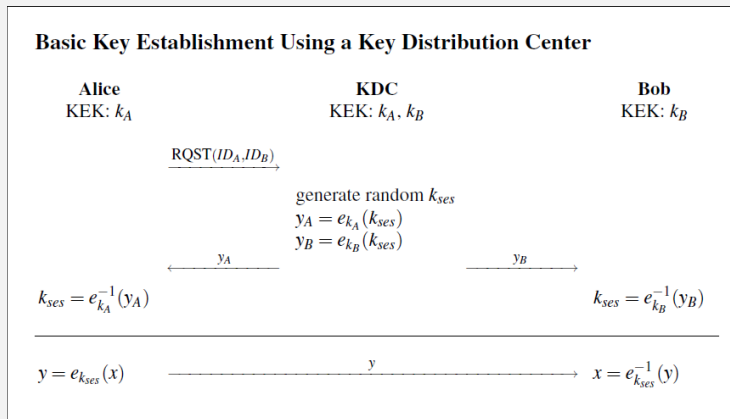 Basic Key Establishment Using a Key Distribution Center
Alice KDC Bob
KEK: k_A KEK: k_A, k_B KEK: k_B
RQST(ID_A,ID_B)
generate random k_ses
y_A = e_{k_A}(k_ses)
y_B = e_{k_B}(k_ses)
y_A y_B
k_ses = e^{-1}_{k_A}(y_A) k_ses = e^{-1}_{k_B}(y_B)
y = e_{k_ses}(x) y x = e^{-1}_{k_ses}(y)